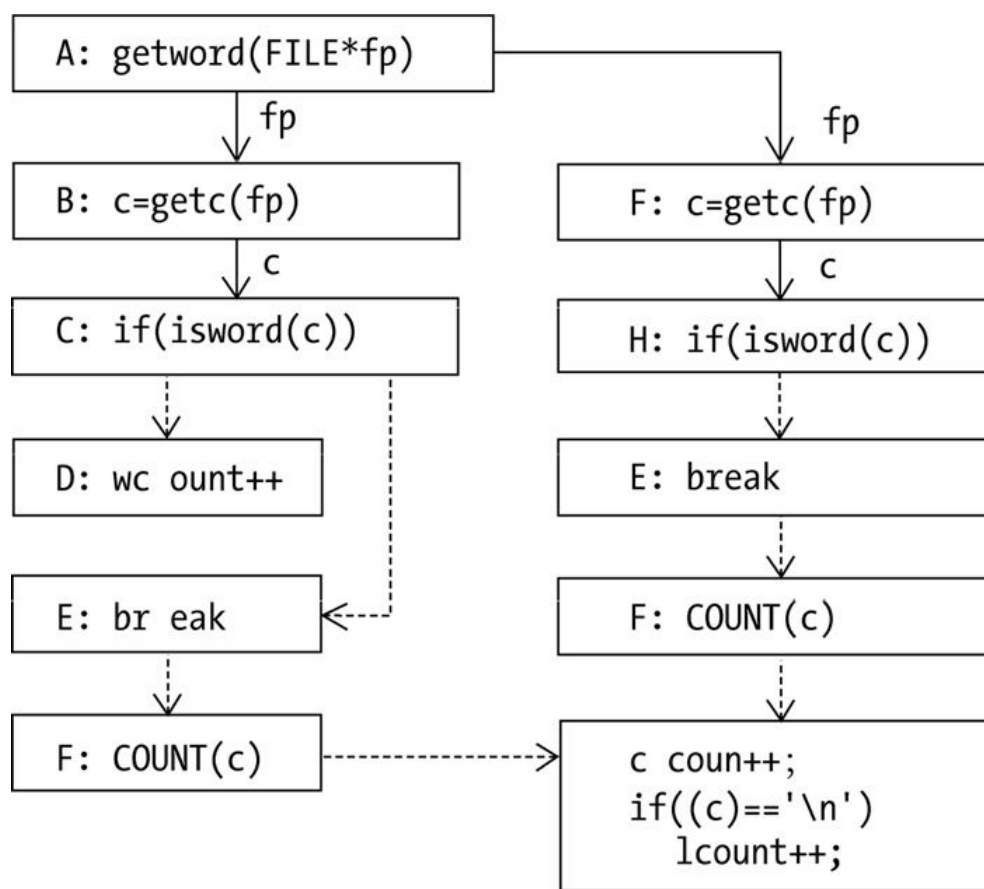 A: getword(FILE*fp)
fp
B: c=getc(fp)
c
C: if(isword(c))
D: wc ount++
E: br eak
F: COUNT(c)
fp
F: c=getc(fp)
c
H: if(isword(c))
E: break
F: COUNT(c)
c coun++;
if((c)=='\n')
lcount++;